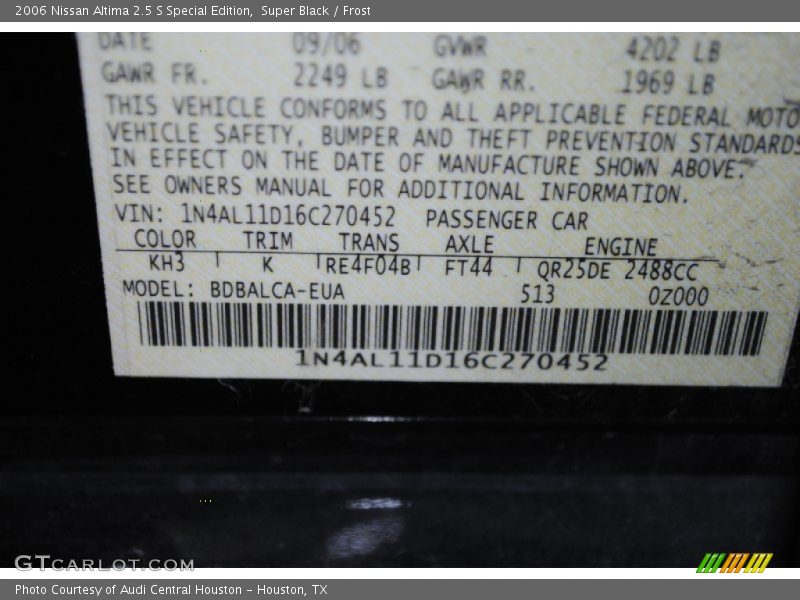 2006 Nissan Altima 2.5 S Special Edition,  Super Black / Frost
DATE 09/06 GVWR 4202 LB
GAWR FR. 2249 LB GAWR RR. 1969 LB
THIS VEHICLE CONFORMS TO ALL APPLICABLE FEDERAL MOTO
VEHICLE SAFETY, BUMPER AND THEFT PREVENTION STANDARDS
IN EFFECT ON THE DATE OF MANUFACTURE SHOWN ABOVE.
SEE OWNERS MANUAL FOR ADDITIONAL INFORMATION.
VIN: 1N4AL11D16C270452 PASSENGER CAR
COLOR TRIM TRANS AXLE ENGINE
KH3 K RE4F04B FT44 QR25DE 2488CC
MODEL: BDBALCA-EUA 513 0Z000
1N4AL11D16C270452
GTcarlot.com
Photo Courtesy of Audi Central Houston - Houston, TX